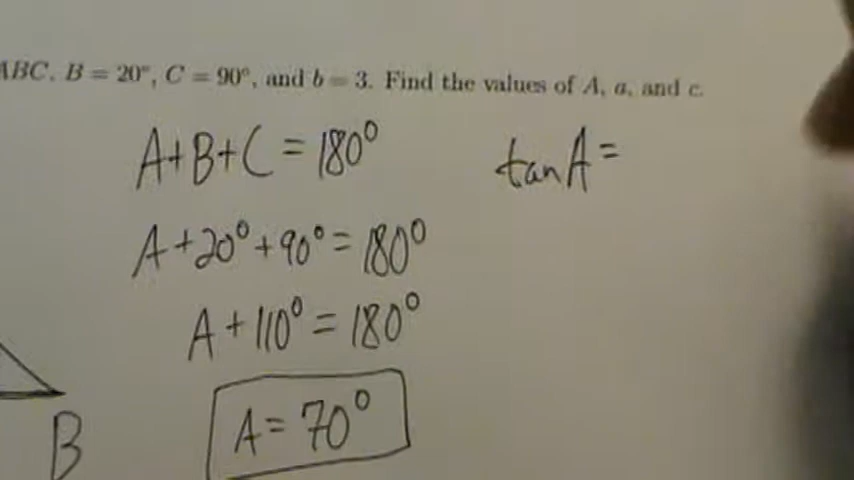 ABC, B = 20°, C = 90°, and b = 3. Find the values of A, a, and c.
A+B+C = 180°
tan A =
A+20°+90° = 180°
A + 110° = 180°
A = 70°
B